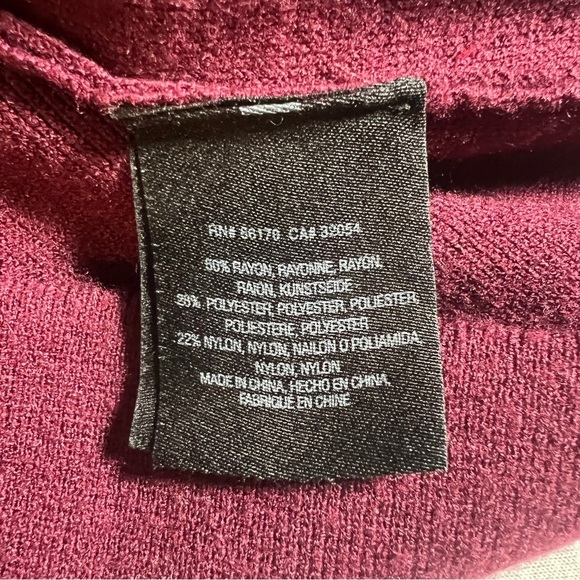 RN# 66170 CA# 32054
50% RAYON, RAYONNE, RAYON,
RAION, KUNSTSEIDE
28% POLYESTER, POLYESTER, POLIESTER,
POLIESTERE, POLYESTER
22% NYLON, NYLON, NAILON O POLIAMIDA,
NYLON, NYLON
MADE IN CHINA, HECHO EN CHINA,
FABRIQUE EN CHINE